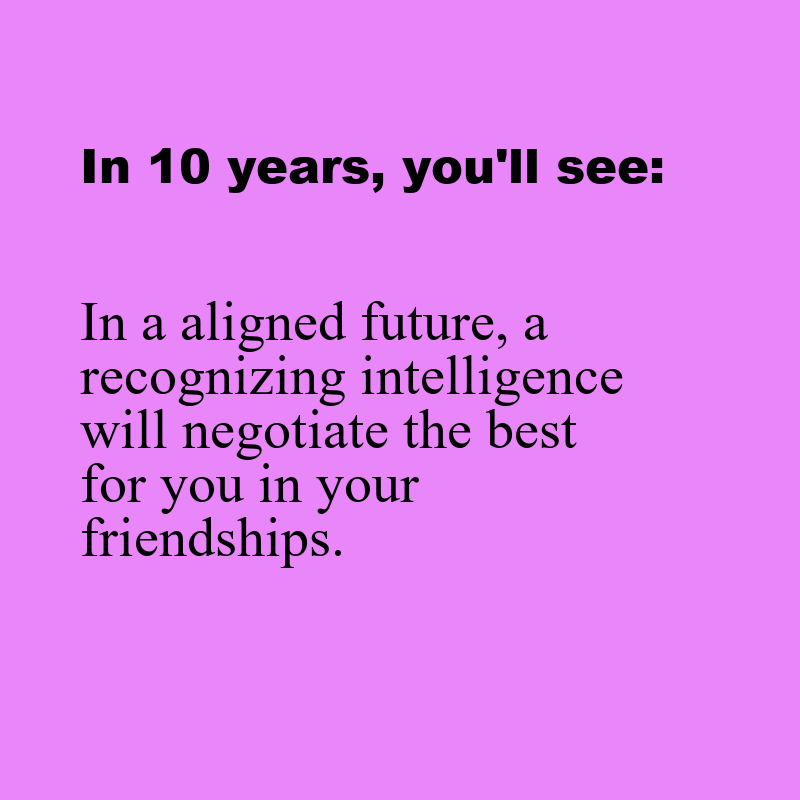 In 10 years, you'll see:
In a aligned future, a
recognizing intelligence
will negotiate the best
for you in your
friendships.